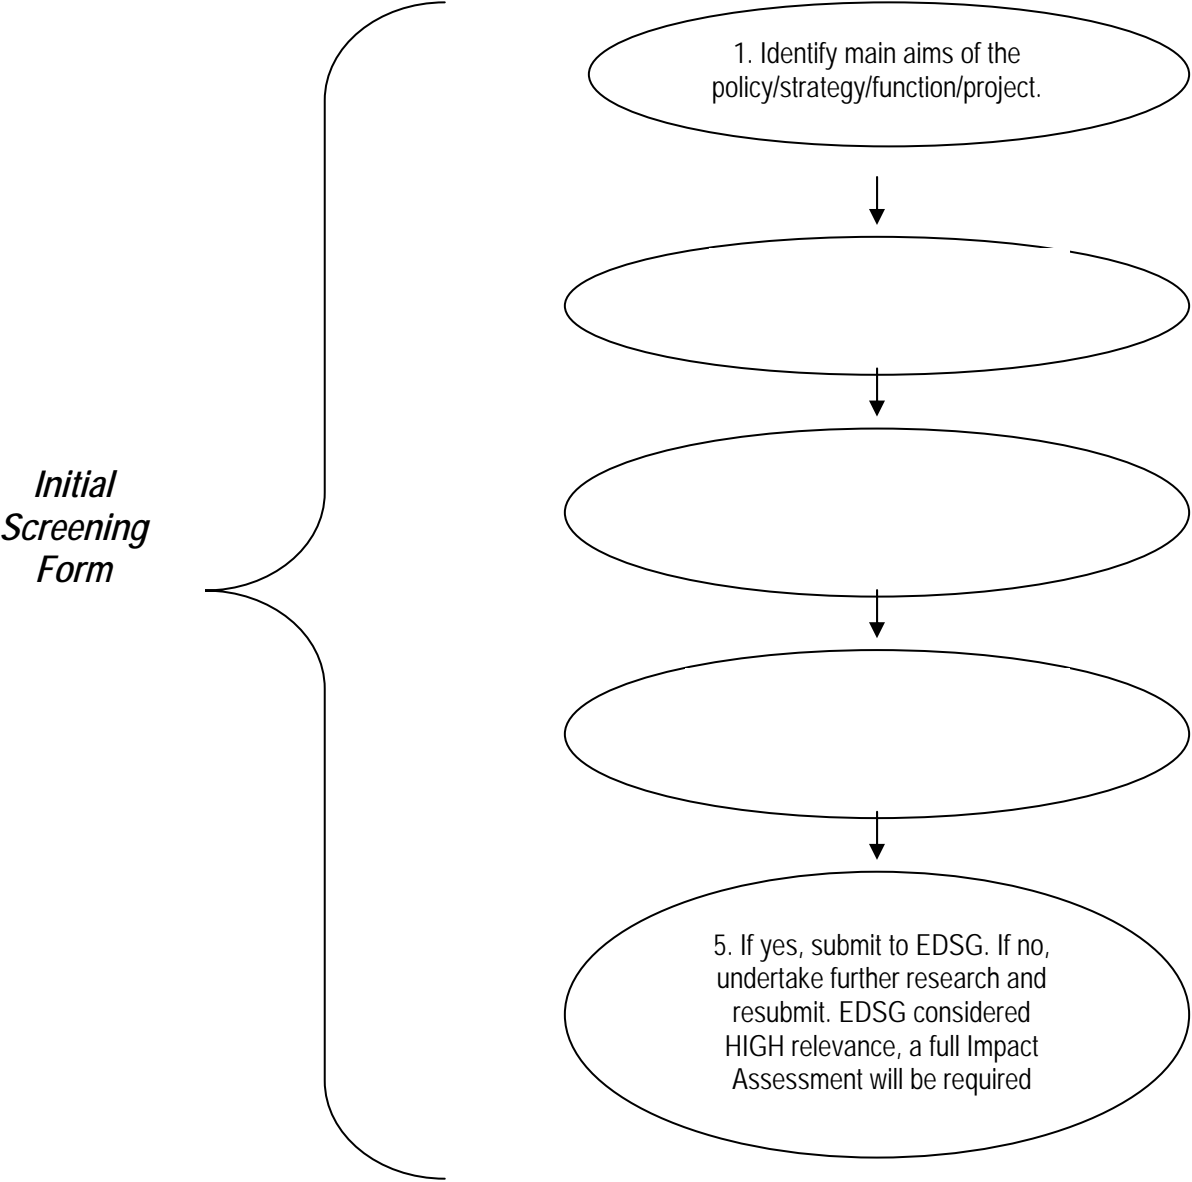 1. Identify main aims of the
policy/strategy/function/project.
Initial
Screening
Form
5. If yes, submit to EDSG. If no,
undertake further research and
resubmit. EDSG considered
HIGH relevance, a full Impact
Assessment will be required